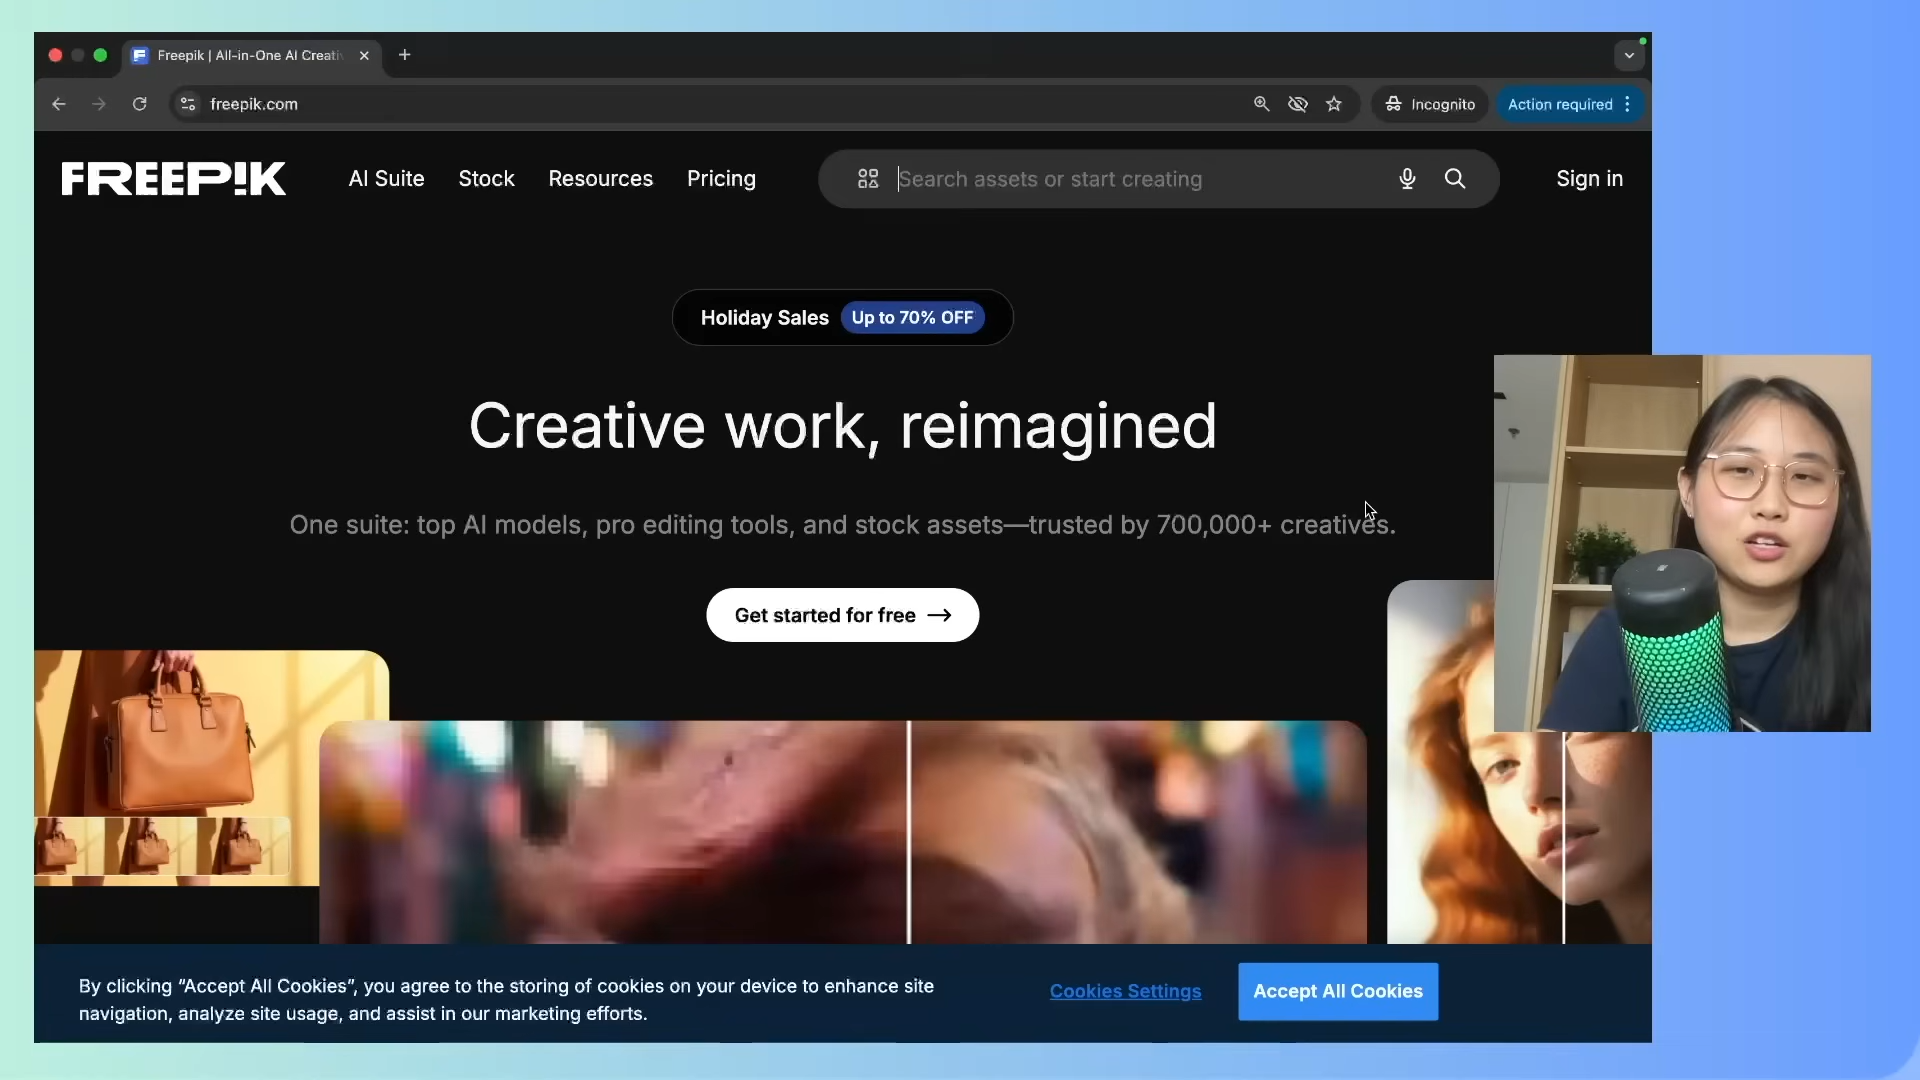 Freepik | All-in-One AI Creati
freepik.com
Incognito
Action required
FREEP!K
AI Suite
Stock
Resources
Pricing
Search assets or start creating
Sign in
Holiday Sales
Up to 70% OFF
Creative work, reimagined
One suite: top AI models, pro editing tools, and stock assets—trusted by 700,000+ creatives.
Get started for free
By clicking “Accept All Cookies”, you agree to the storing of cookies on your device to enhance site
navigation, analyze site usage, and assist in our marketing efforts.
Cookies Settings
Accept All Cookies